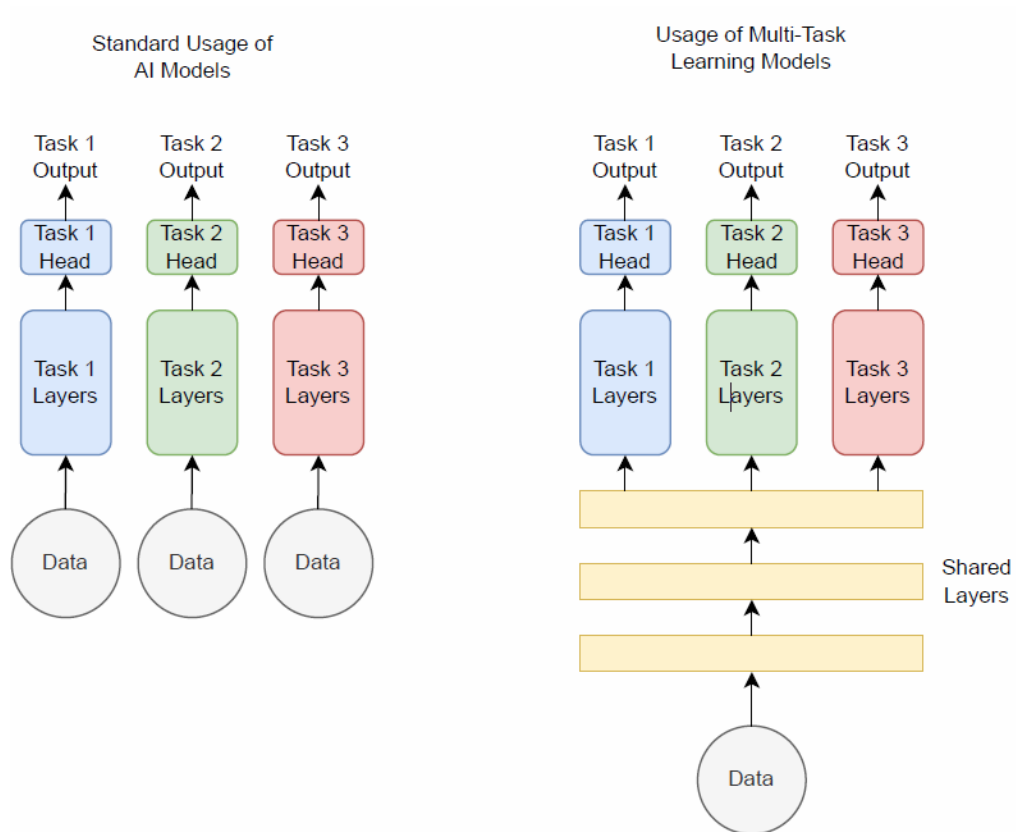 Standard Usage of
AI Models
Task 1
Output
Task 2
Output
Task 3
Output
Task 1
Head
Task 2
Head
Task 3
Head
Task 1
Layers
Task 2
Layers
Task 3
Layers
Data
Data
Data
Usage of Multi-Task
Learning Models
Task 1
Output
Task 2
Output
Task 3
Output
Task 1
Head
Task 2
Head
Task 3
Head
Task 1
Layers
Task 2
Layers
Task 3
Layers
Shared
Layers
Data